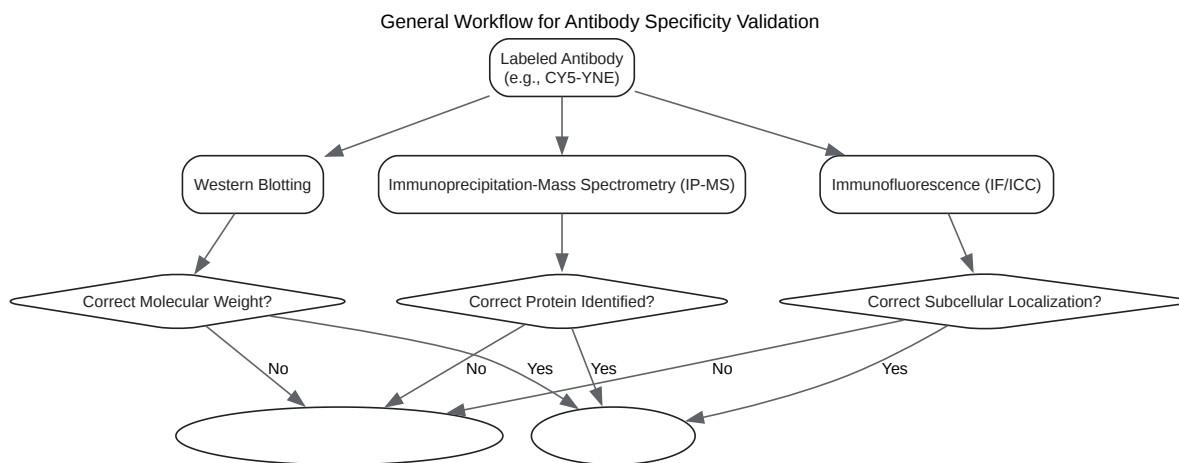 General Workflow for Antibody Specificity Validation
Labeled Antibody
(e.g., CY5-YNE)
Western Blotting
Immunoprecipitation-Mass Spectrometry (IP-MS)
Immunofluorescence (IF/ICC)
Correct Molecular Weight?
Correct Protein Identified?
Correct Subcellular Localization?
No
No
Yes
Yes
No
Yes